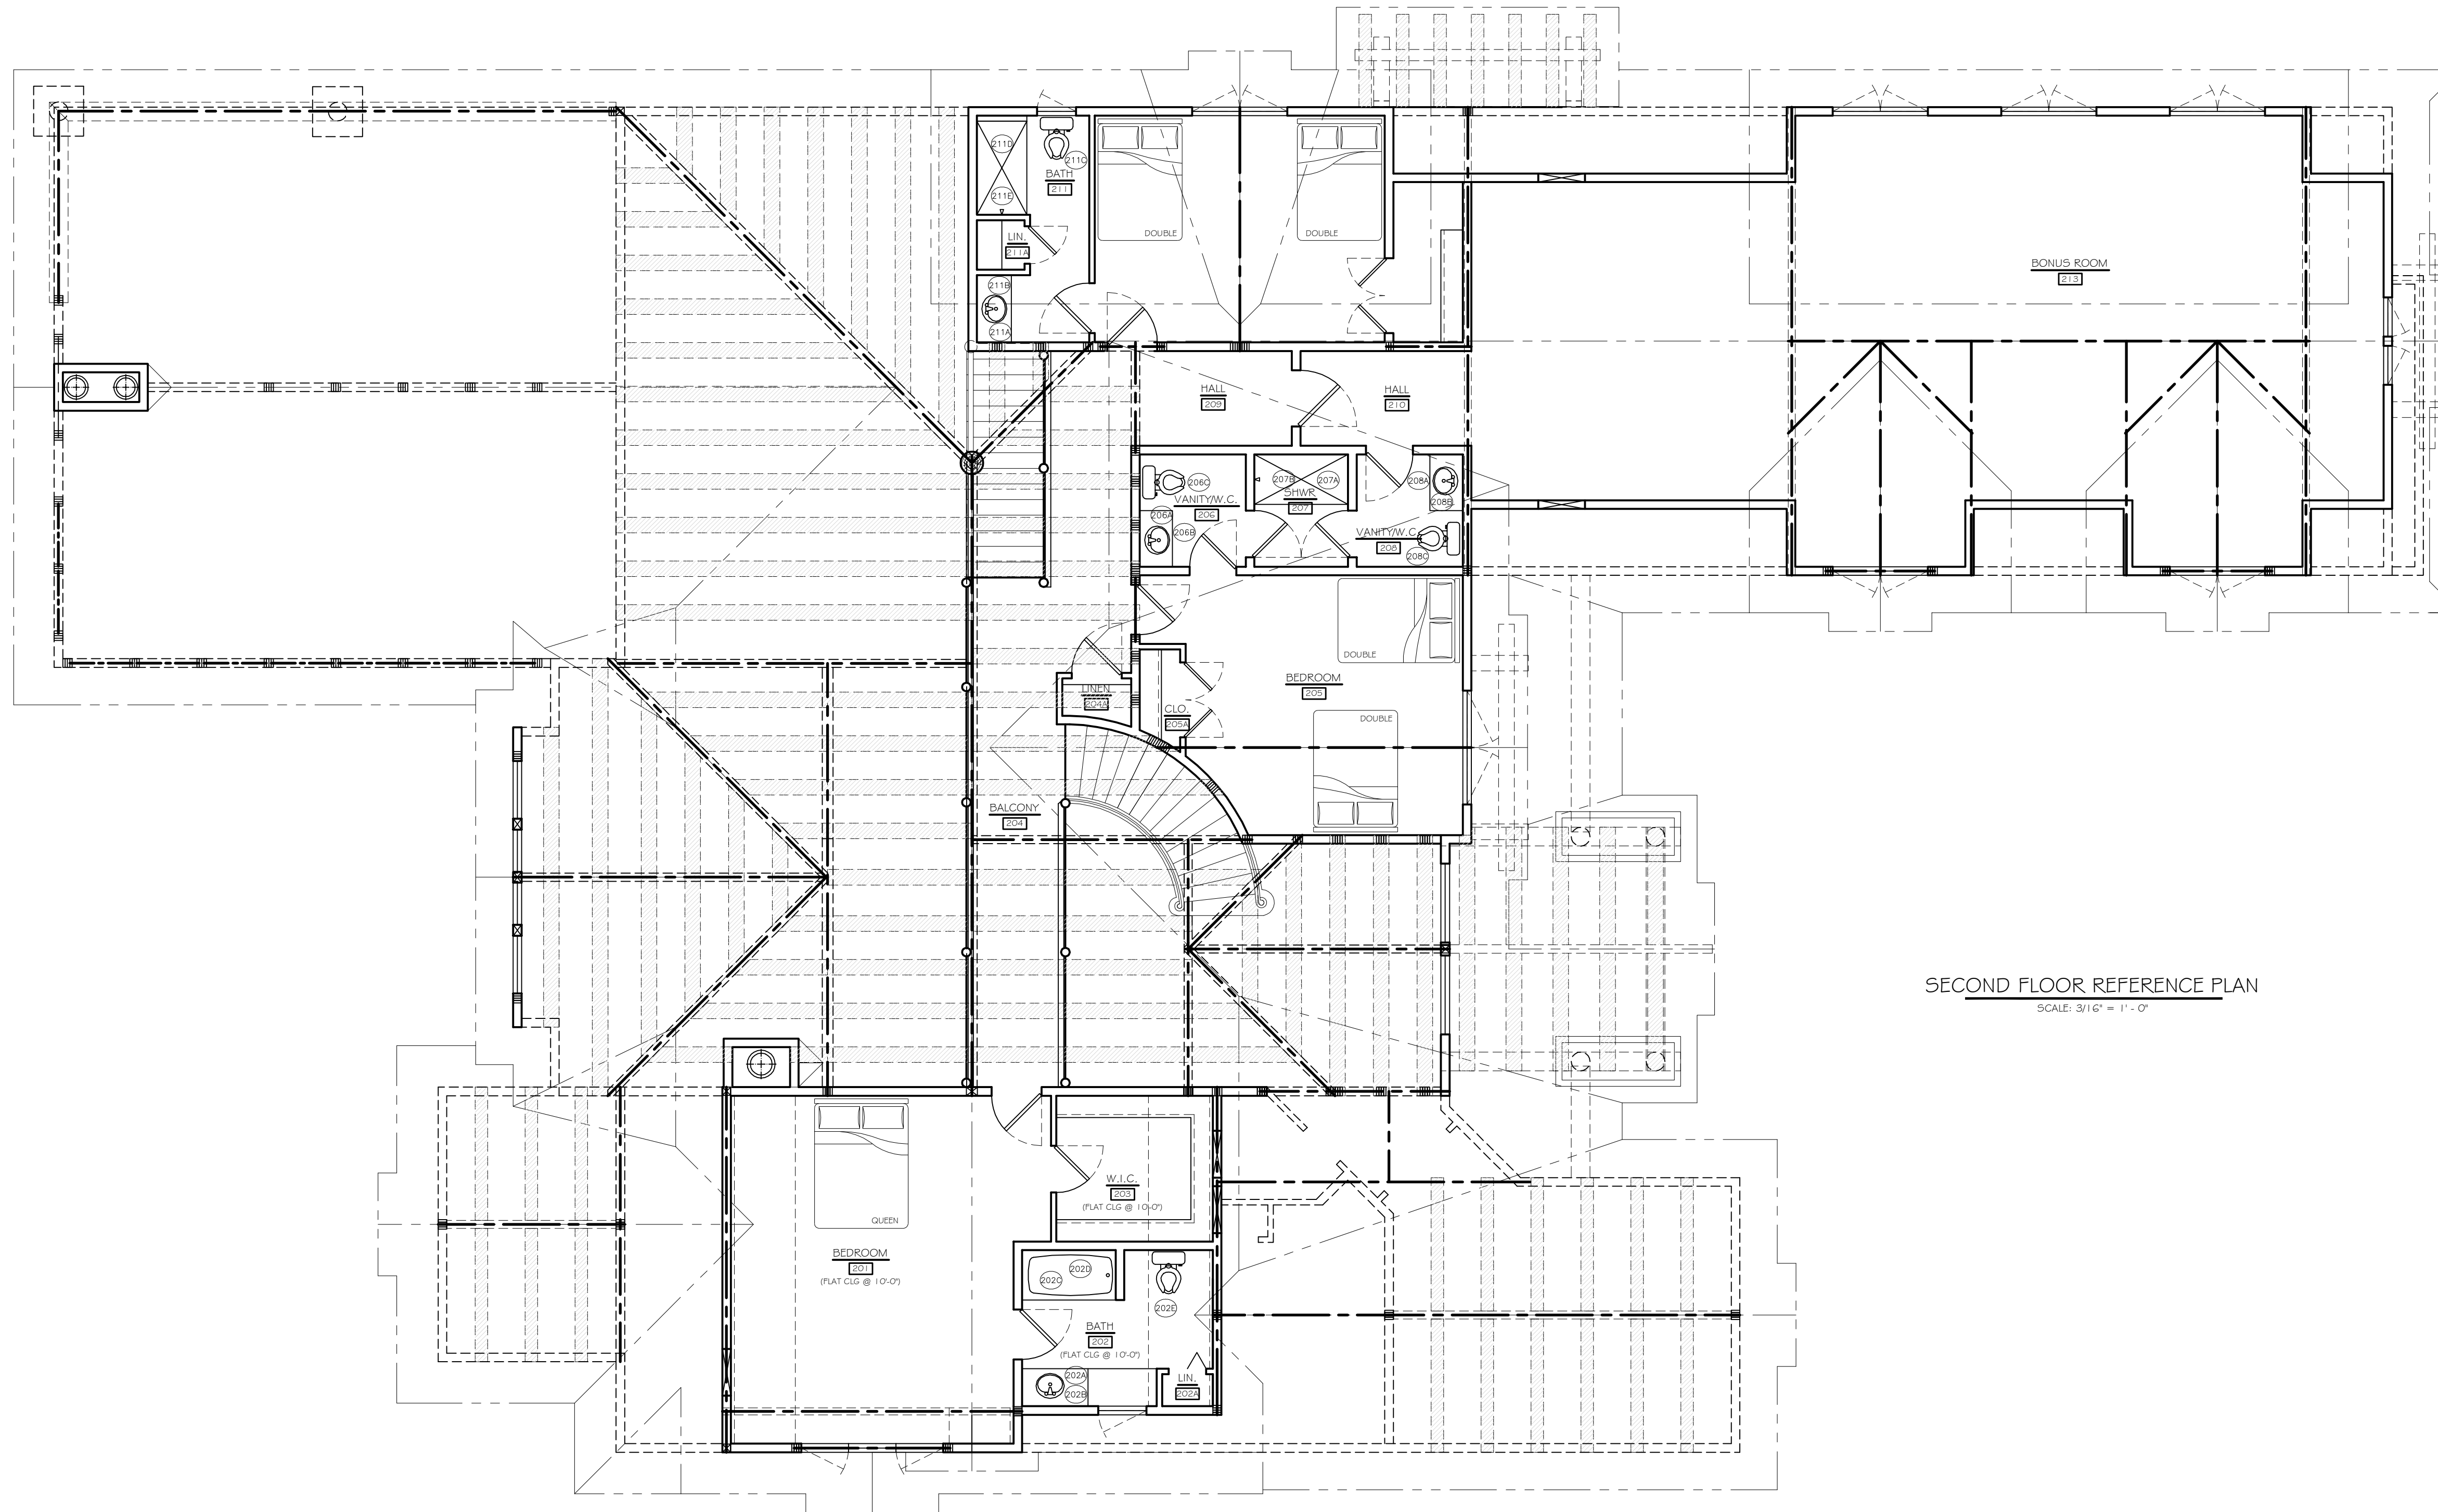 211D
211C
BATH
211
211E
DOUBLE
DOUBLE
LIN.
211A
211B
211A
BONUS ROOM
213
HALL
209
HALL
210
206C
VANITY/W.C.
206
206A
206B
207B
207A
SHWR
207
208A
208B
VANITY/W.C.
208
208C
DOUBLE
BEDROOM
205
LINEN
204A
CLO.
205A
DOUBLE
BALCONY
204
SECOND FLOOR REFERENCE PLAN
SCALE: 3/16" = 1' - 0"
W.I.C.
203
(FLAT CLG @ 10'-0")
QUEEN
BEDROOM
201
(FLAT CLG @ 10'-0")
202D
202C
202E
BATH
202
(FLAT CLG @ 10'-0")
202A
202B
LIN.
202A